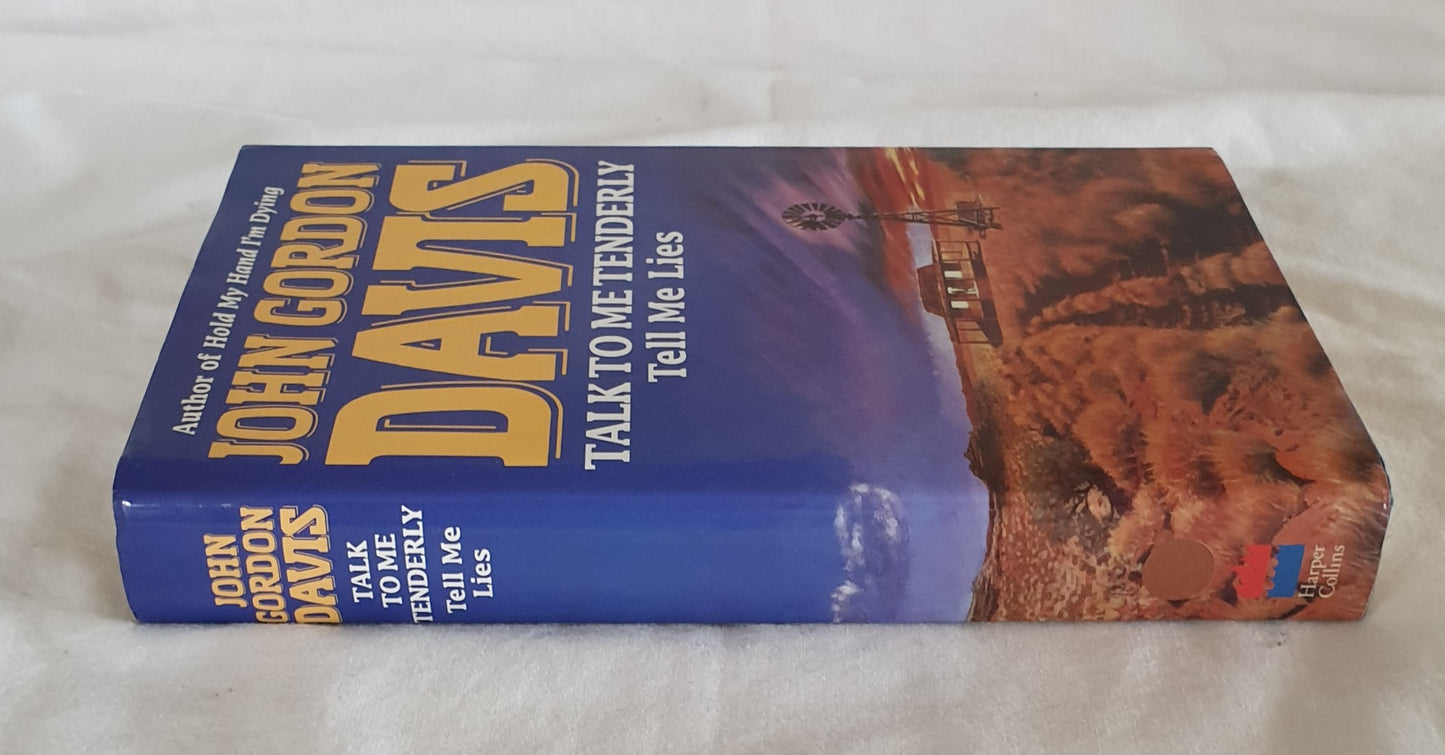 Author of Hold My Hand I'm Dying
JOHN GORDON
DAVIS
TALK TO ME TENDERLY
Tell Me Lies
JOHN
GORDON
DAVIS
TALK
TO ME
TENDERLY
Tell Me
Lies
Harper
Collins